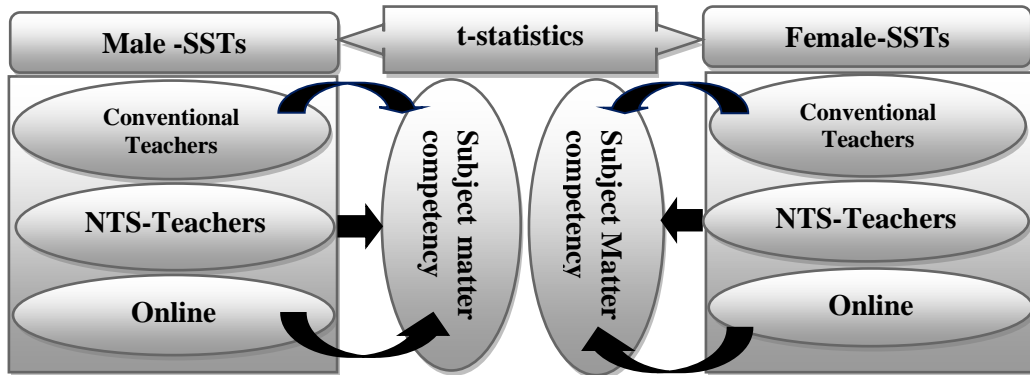 Male -SSTs
t-statistics
Female-SSTs
Conventional
Teachers
NTS-Teachers
Online
Subject matter
competency
Subject Matter
competency
Conventional
Teachers
NTS-Teachers
Online